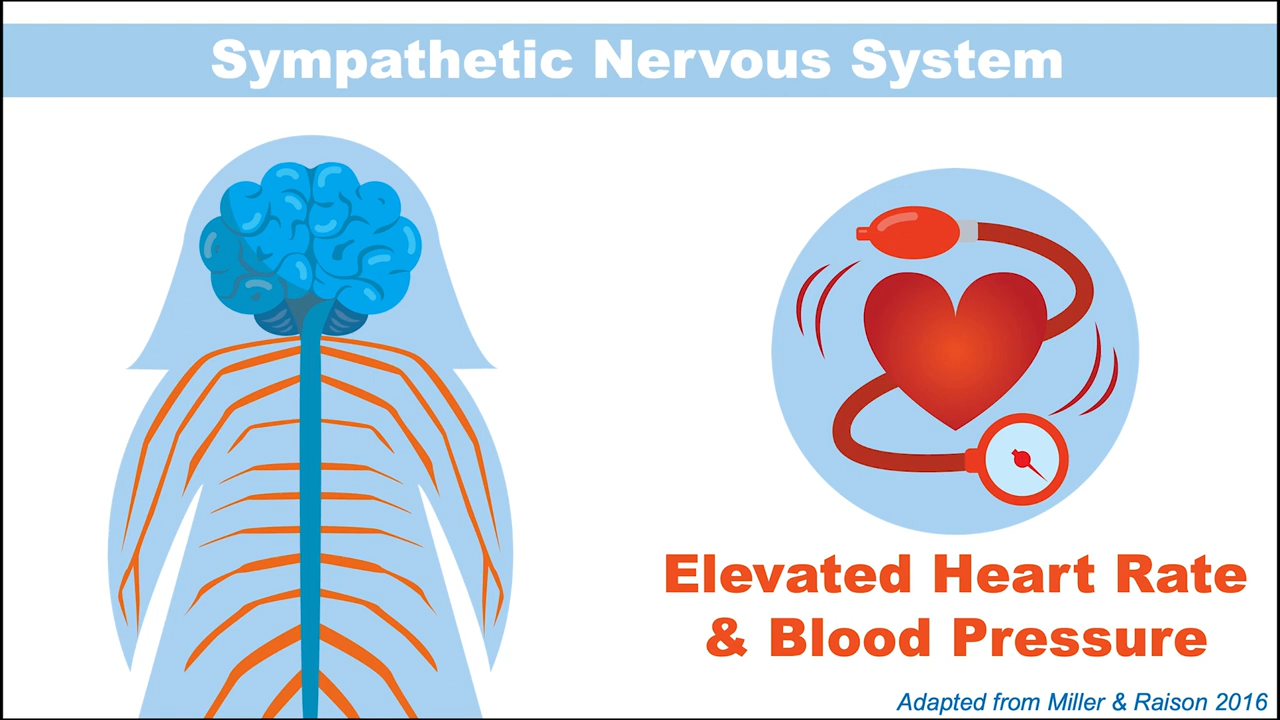 Sympathetic Nervous System
Elevated Heart Rate
& Blood Pressure
Adapted from Miller & Raison 2016